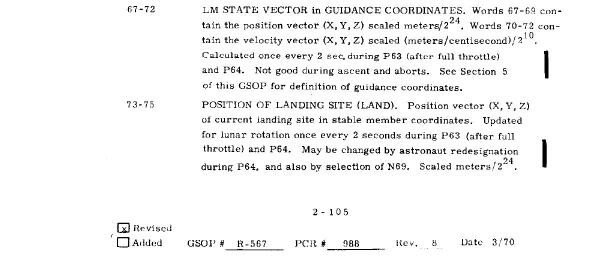 67-72 LM STATE VECTOR in GUIDANCE COORDINATES. Words 67-69 con-
tain the position vector (X, Y, Z) scaled meters/2^24. Words 70-72 con-
tain the velocity vector (X, Y, Z) scaled (meters/centisecond)/2^10.
Calculated once every 2 sec. during P63 (after full throttle)
and P64. Not good during ascent and aborts. See Section 5
of this GSOP for definition of guidance coordinates.
73-75 POSITION OF LANDING SITE (LAND). Position vector (X, Y, Z)
of current landing site in stable member coordinates. Updated
for lunar rotation once every 2 seconds during P63 (after full
throttle) and P64. May be changed by astronaut redesignation
during P64, and also by selection of N69. Scaled meters/2^24.
2 - 105
[x] Revised
[ ] Added GSOP # R-567 PCR # 988 Rev. 8 Date 3/70